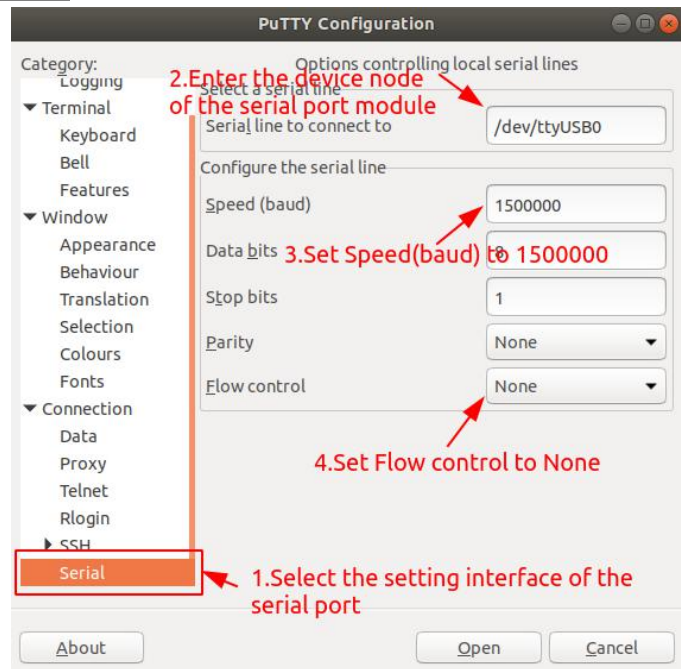 PuTTY Configuration
Category:
Logging
Terminal
Keyboard
Bell
Features
Window
Appearance
Behaviour
Translation
Selection
Colours
Fonts
Connection
Data
Proxy
Telnet
Rlogin
SSH
Serial
Options controlling local serial lines
Select a serial line
2.Enter the device node
of the serial port module
Serial line to connect to
/dev/ttyUSB0
Configure the serial line
Speed (baud)
1500000
3.Set Speed(baud) to 1500000
Data bits
8
Stop bits
1
Parity
None
Flow control
None
4.Set Flow control to None
1.Select the setting interface of the
serial port
About
Open
Cancel